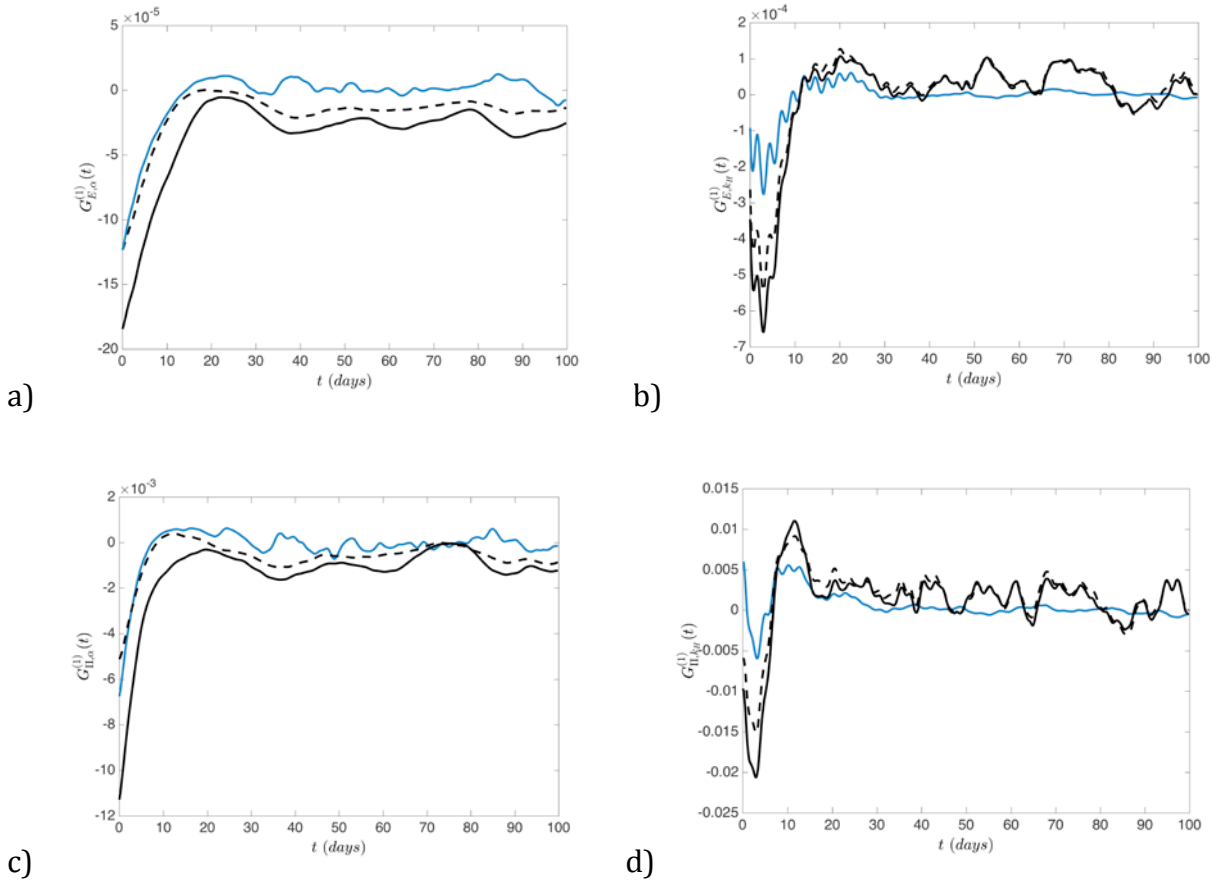 ×10⁻⁵
5
0
-5
-10
-15
-20
G_{E,α}^{(1)}(t)
0 10 20 30 40 50 60 70 80 90 100
t (days)
a)
×10⁻⁴
2
1
0
-1
-2
-3
-4
-5
-6
-7
G_{E,k_H}^{(1)}(t)
0 10 20 30 40 50 60 70 80 90 100
t (days)
b)
×10⁻³
2
0
-2
-4
-6
-8
-10
-12
G_{II,α}^{(1)}(t)
0 10 20 30 40 50 60 70 80 90 100
t (days)
c)
0.015
0.01
0.005
0
-0.005
-0.01
-0.015
-0.02
-0.025
G_{II,k_H}^{(1)}(t)
0 10 20 30 40 50 60 70 80 90 100
t (days)
d)